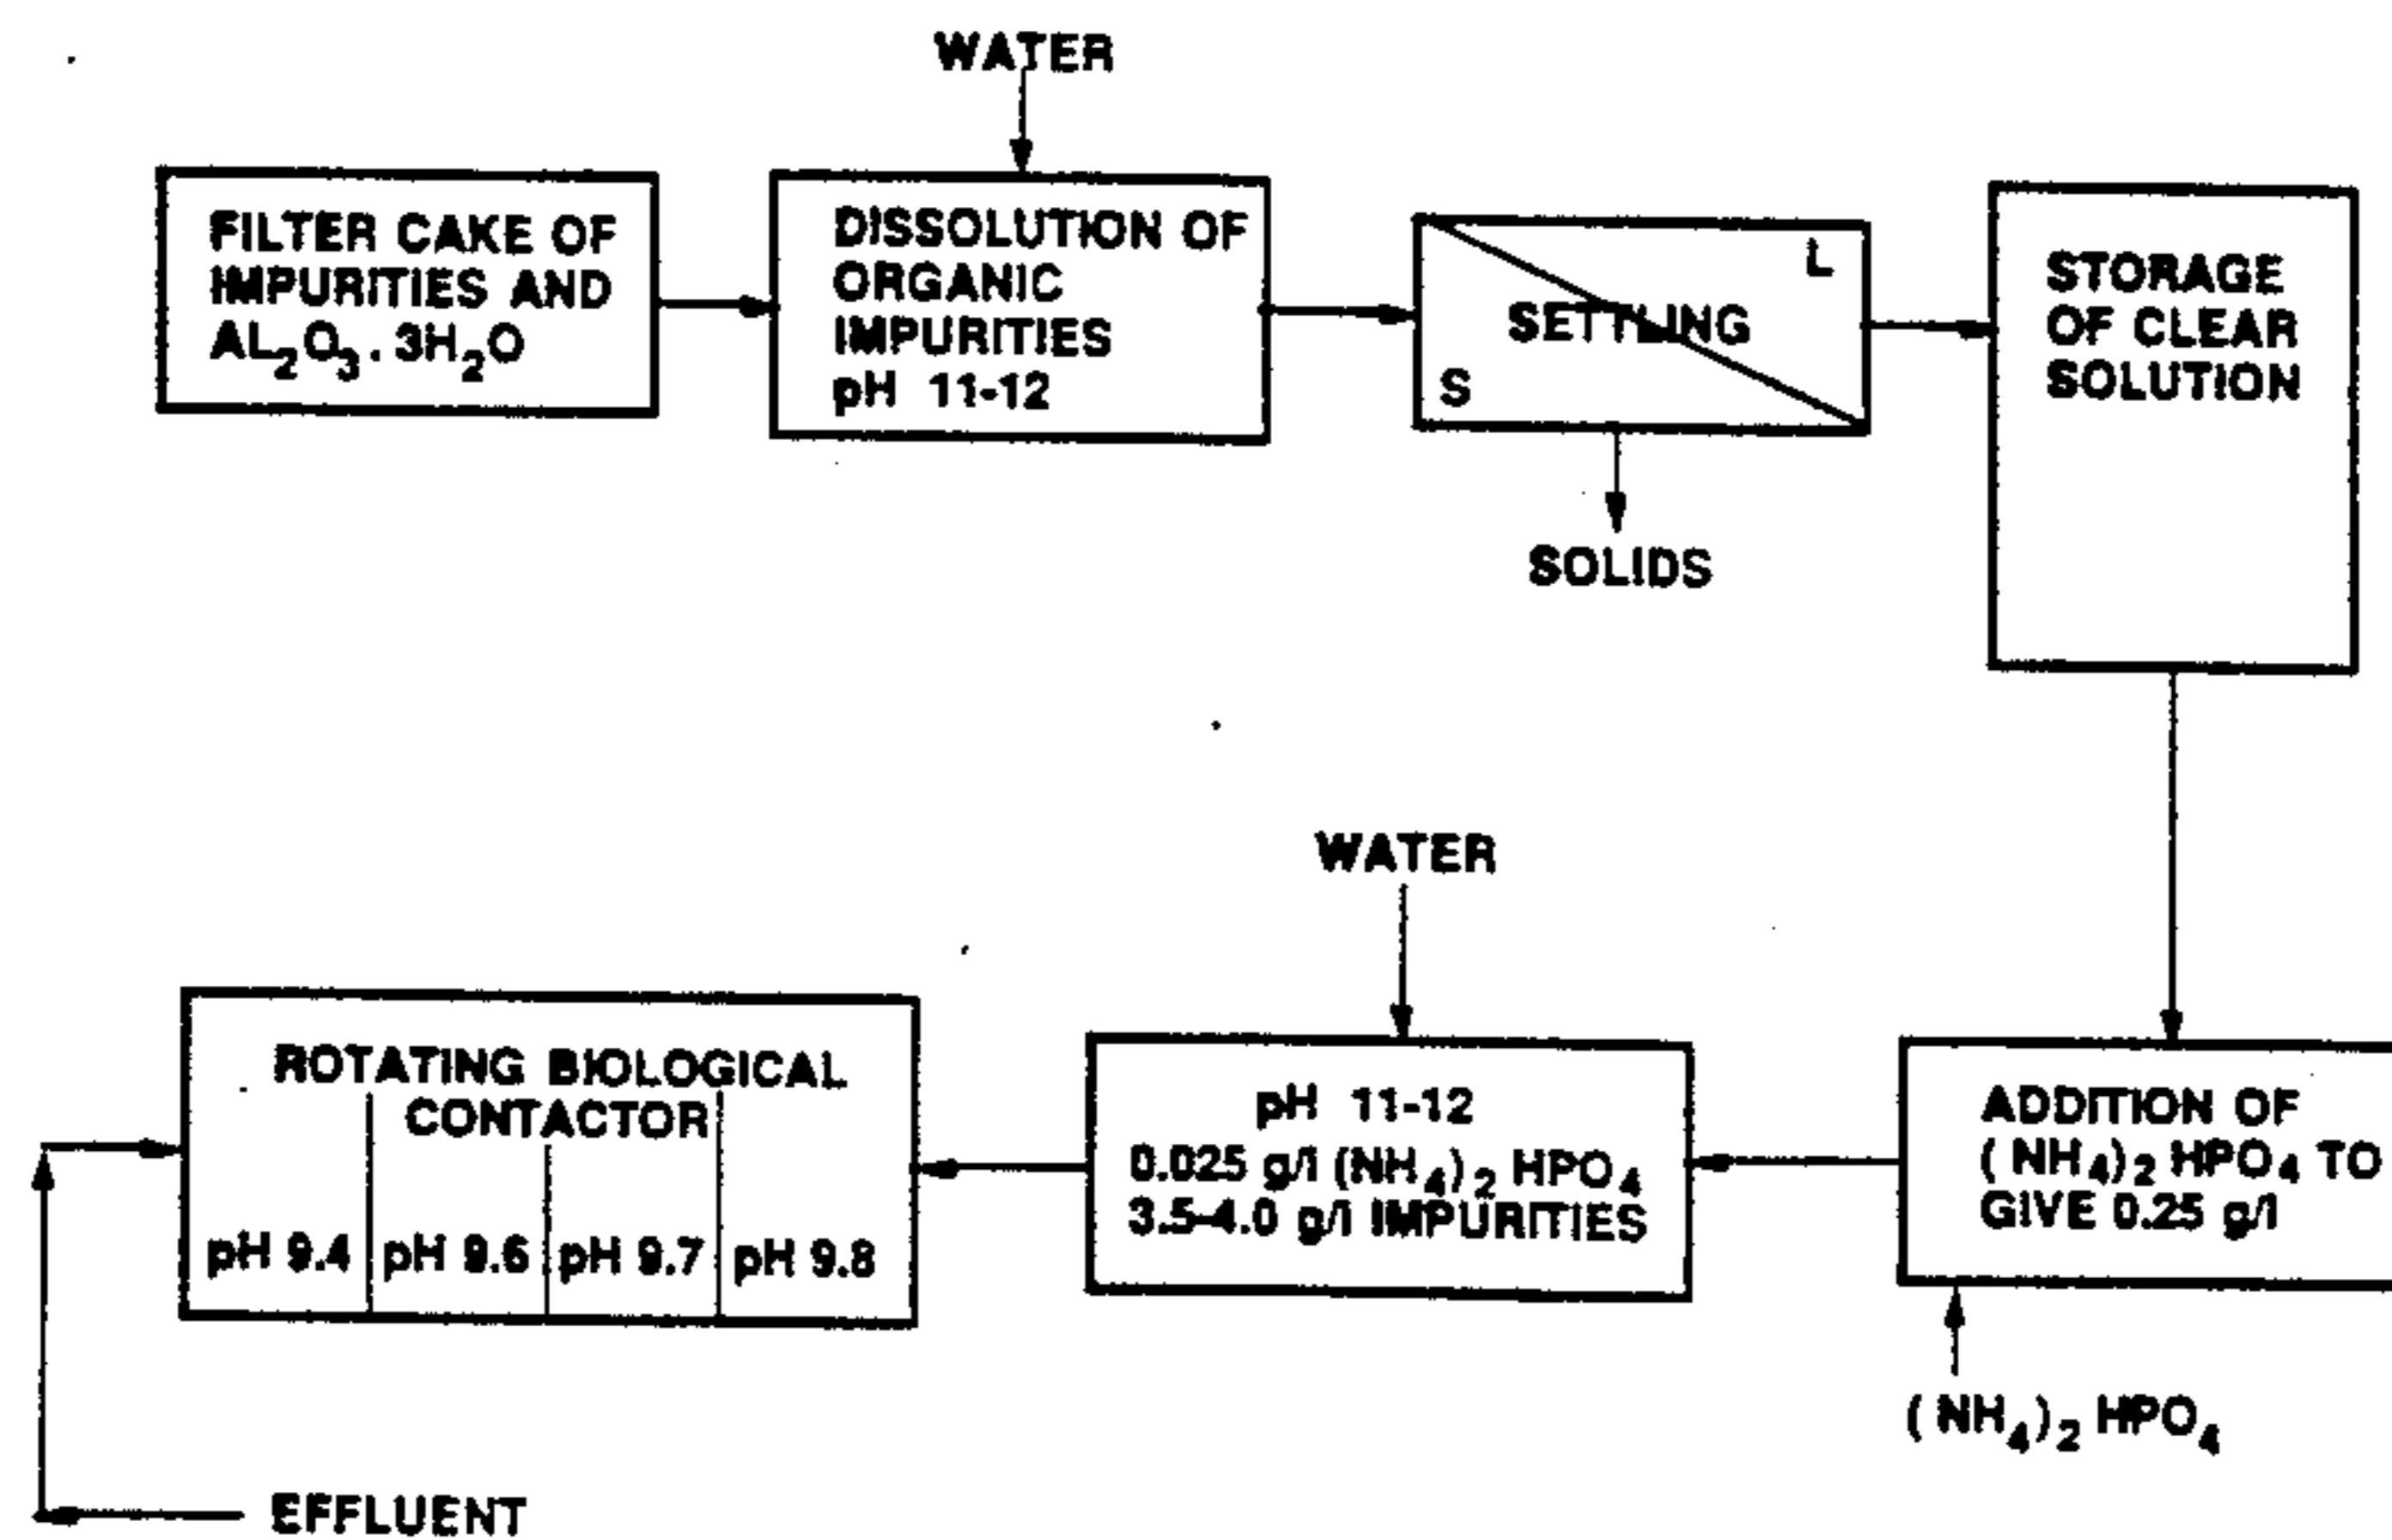 WATER
FILTER CAKE OF
IMPURITIES AND
AL₂O₃ . 3H₂O
DISSOLUTION OF
ORGANIC
IMPURITIES
pH 11-12
L
SETTLING
S
SOLIDS
STORAGE
OF CLEAR
SOLUTION
WATER
ROTATING BIOLOGICAL
CONTACTOR
pH 9.4 pH 9.6 pH 9.7 pH 9.8
pH 11-12
0.025 g/l (NH₄)₂ HPO₄
3.5-4.0 g/l IMPURITIES
ADDITION OF
(NH₄)₂ HPO₄ TO
GIVE 0.25 g/l
(NH₄)₂ HPO₄
EFFLUENT